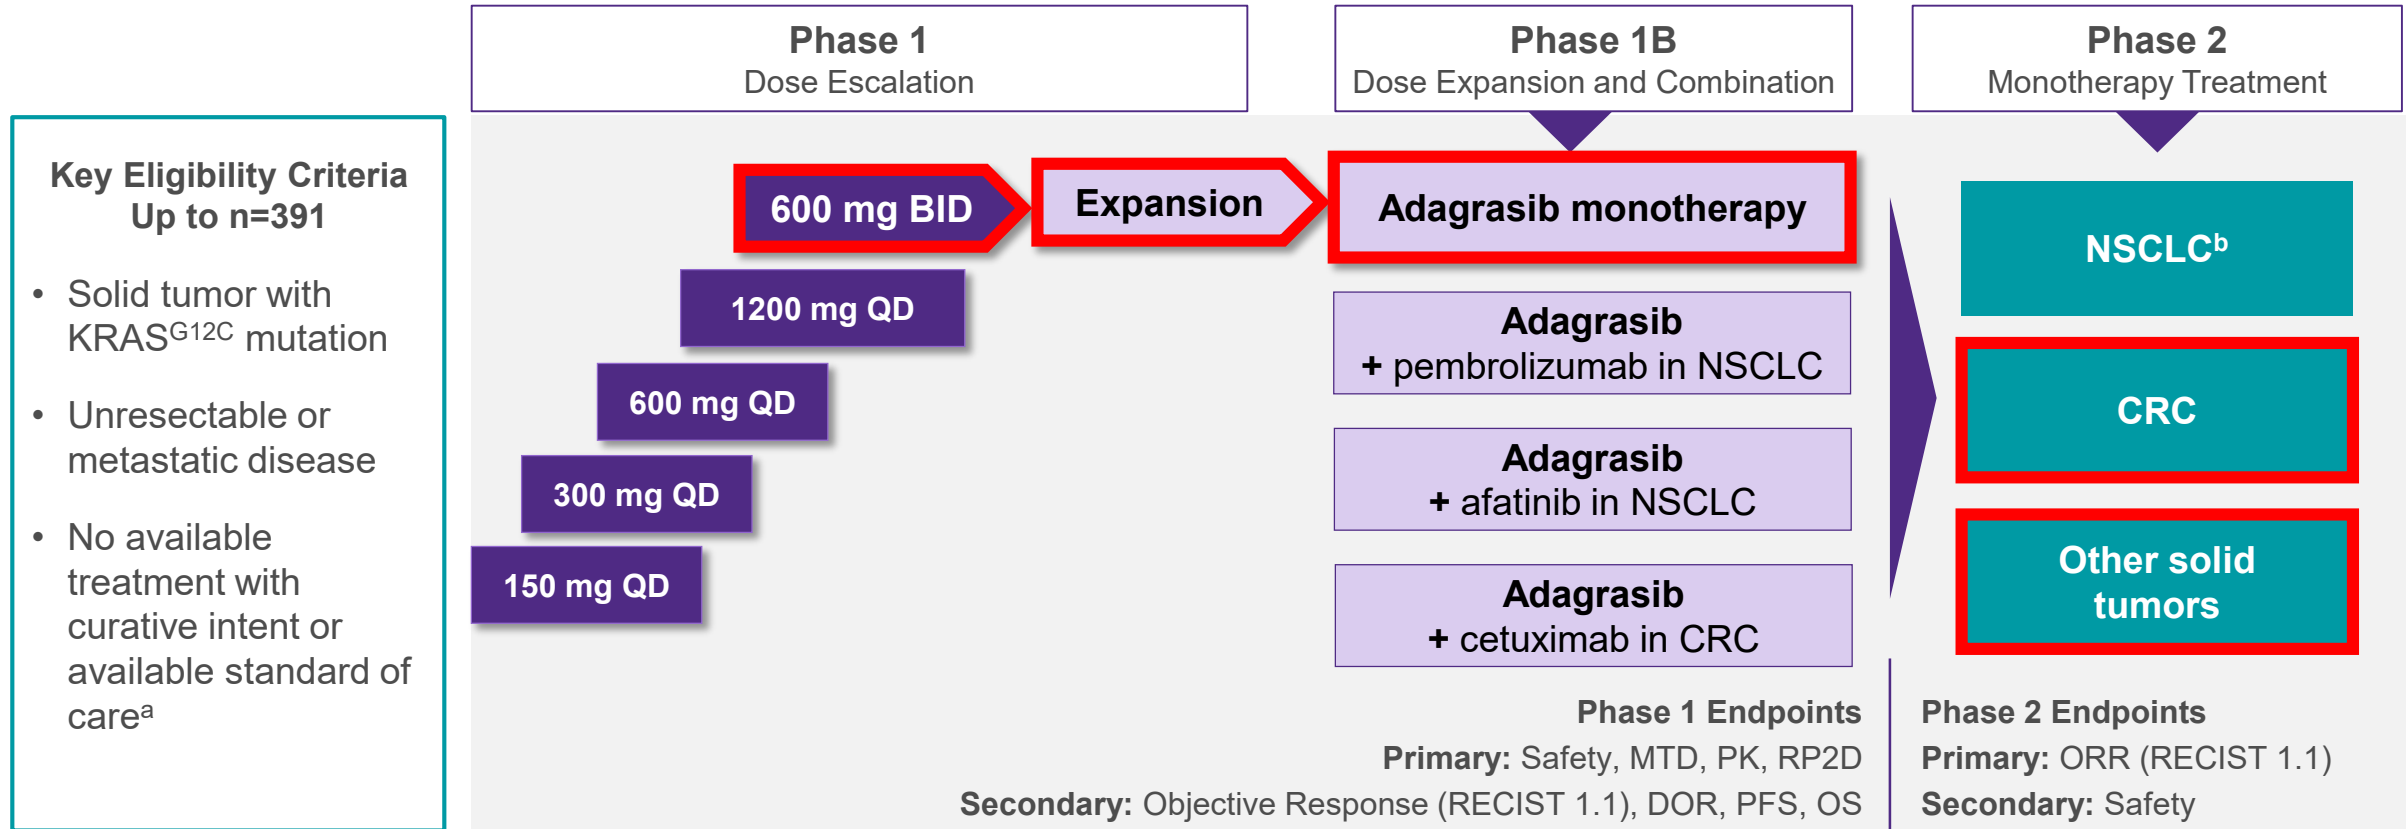 Phase 1
Dose Escalation
Phase 1B
Dose Expansion and Combination
Phase 2
Monotherapy Treatment
Key Eligibility Criteria
Up to n=391
• Solid tumor with
KRASᴳ¹²ᶜ mutation
• Unresectable or
metastatic disease
• No available
treatment with
curative intent or
available standard of
careᵃ
600 mg BID
1200 mg QD
600 mg QD
300 mg QD
150 mg QD
Expansion
Adagrasib monotherapy
Adagrasib
+ pembrolizumab in NSCLC
Adagrasib
+ afatinib in NSCLC
Adagrasib
+ cetuximab in CRC
NSCLCᵇ
CRC
Other solid
tumors
Phase 1 Endpoints
Primary: Safety, MTD, PK, RP2D
Secondary: Objective Response (RECIST 1.1), DOR, PFS, OS
Phase 2 Endpoints
Primary: ORR (RECIST 1.1)
Secondary: Safety